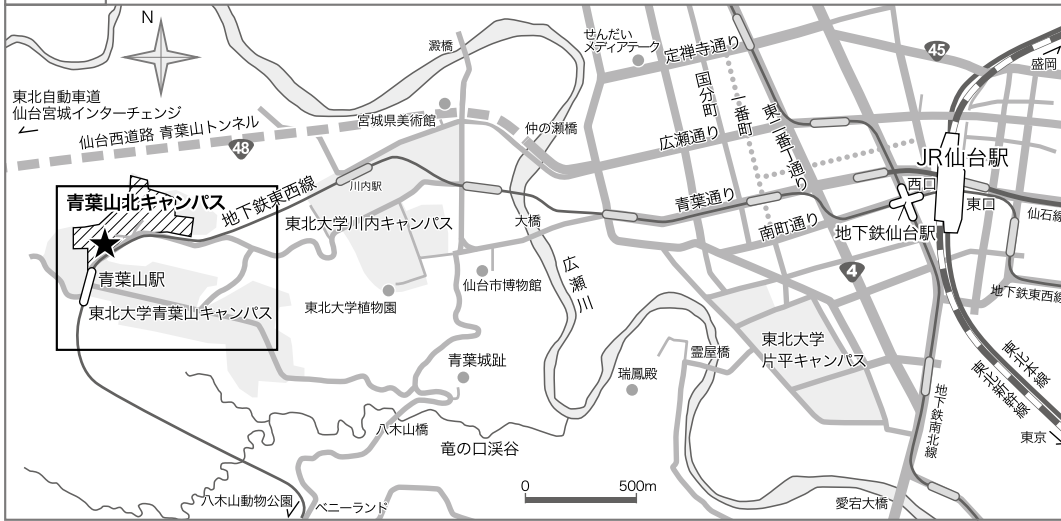 N
澱橋
せんだい
メディアテーク
定禅寺通り
45
盛岡
東北自動車道
仙台宮城インターチェンジ
仙台西道路 青葉山トンネル
48
宮城県美術館
仲の瀬橋
国分町
一番町
東二番丁通り
広瀬通り
JR仙台駅
西口
東口
仙石線
青葉山北キャンパス
地下鉄東西線
川内駅
東北大学川内キャンパス
大橋
青葉通り
南町通り
地下鉄仙台駅
青葉山駅
東北大学青葉山キャンパス
東北大学植物園
仙台市博物館
広瀬川
4
地下鉄東西線
青葉城趾
瑞鳳殿
霊屋橋
東北大学
片平キャンパス
東北本線
東北新幹線
東京
地下鉄南北線
八木山橋
竜の口渓谷
八木山動物公園
ベニーランド
0
500m
愛宕大橋